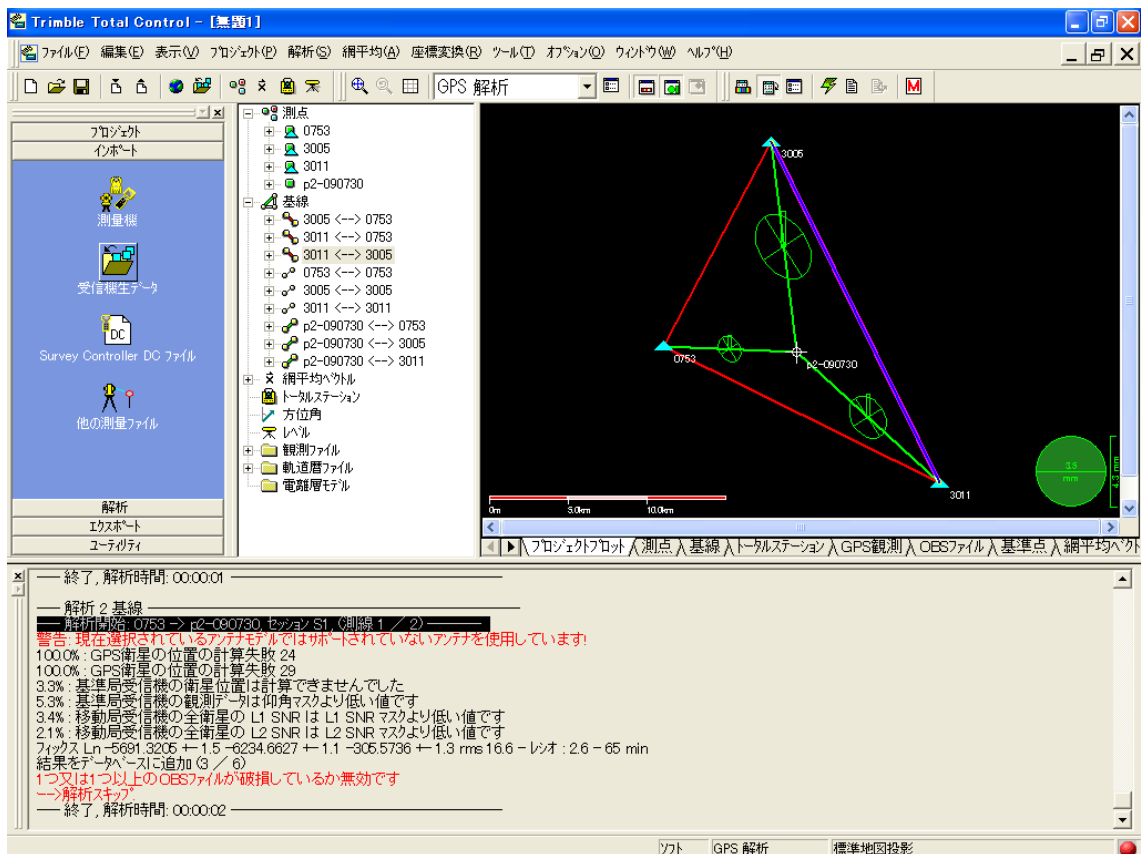 Trimble Total Control - [無題1]
ファイル(F) 編集(E) 表示(V) プロジェクト(P) 解析(S) 網平均(A) 座標変換(R) ツール(T) オプション(O) ウィンドウ(W) ヘルプ(H)
GPS 解析
M
プロジェクト
インポート
測量機
受信機生データ
DC
Survey Controller DC ファイル
他の測量ファイル
解析
エクスポート
ユーティリティ
測点
0753
3005
3011
p2-090730
基線
3005 <--> 0753
3011 <--> 0753
3011 <--> 3005
0753 <--> 0753
3005 <--> 3005
3011 <--> 3011
p2-090730 <--> 0753
p2-090730 <--> 3005
p2-090730 <--> 3011
網平均ベクトル
トータルステーション
方位角
レベル
観測ファイル
軌道暦ファイル
電離層モデル
3005
0753
p2-090730
3011
mm
0m 5.0km 10.0km
プロジェクトプロット 測点 基線 トータルステーション GPS観測 OBSファイル 基準点 網平均ベクト
── 終了, 解析時間: 00:00:01 ──
── 解析 2 基線 ──
── 解析開始: 0753 -> p2-090730, セッション S1, (測線 1 / 2) ──
警告: 現在選択されているアンテナモデルではサポートされていないアンテナを使用しています!
100.0% : GPS衛星の位置の計算失敗 24
100.0% : GPS衛星の位置の計算失敗 29
3.3% : 基準局受信機の衛星位置は計算できませんでした
5.3% : 基準局受信機の観測データは仰角マスクより低い値です
3.4% : 移動局受信機の全衛星の L1 SNR は L1 SNR マスクより低い値です
2.1% : 移動局受信機の全衛星の L2 SNR は L2 SNR マスクより低い値です
フィックス Ln -5691.3205 +- 1.5 -6234.6627 +- 1.1 -305.5736 +- 1.3 rms 16.6 - レシオ : 2.6 - 65 min
結果をデータベースに追加 (3 / 6)
1つ又は1つ以上のOBSファイルが破損しているか無効です
-->解析スキップ.
── 終了, 解析時間: 00:00:02 ──
ソフト GPS 解析 標準地図投影